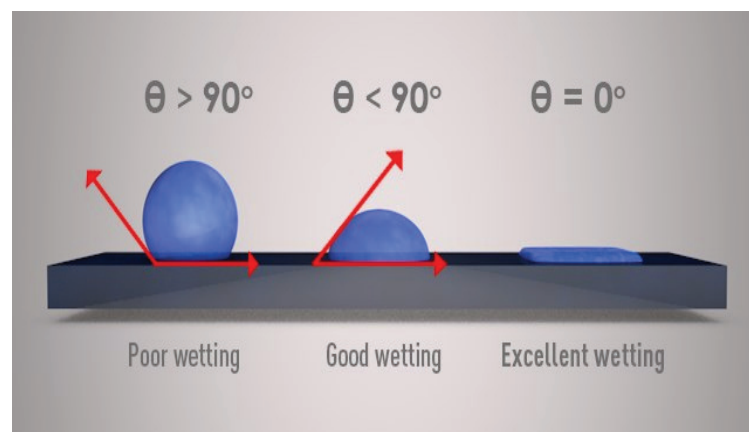 θ > 90° θ < 90° θ = 0°
Poor wetting Good wetting Excellent wetting